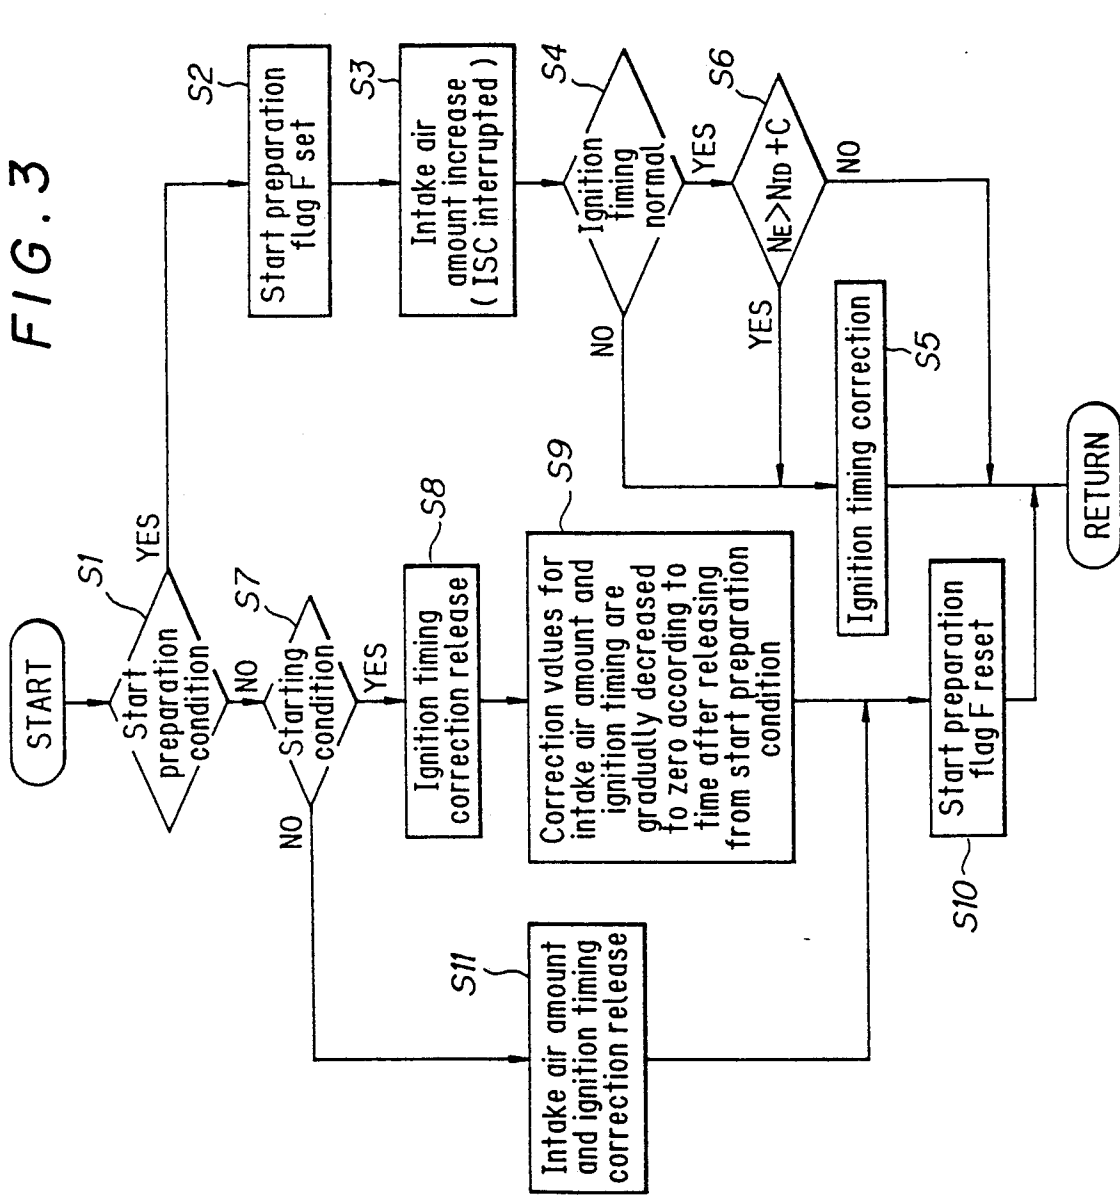 FIG. 3
START
S1
Start
preparation
condition
YES
NO
S2
Start preparation
flag F set
S3
Intake air
amount increase
( ISC interrupted )
S4
Ignition
timing
normal
YES
NO
S6
NE>NID+C
YES
NO
Ignition timing correction
S5
S7
Starting
condition
YES
NO
S8
Ignition timing
correction release
S9
Correction values for
intake air amount and
ignition timing are
gradually decreased
to zero according to
time after releasing
from start preparation
condition
S11
Intake air amount
and ignition timing
correction release
Start preparation
flag F reset
S10
RETURN